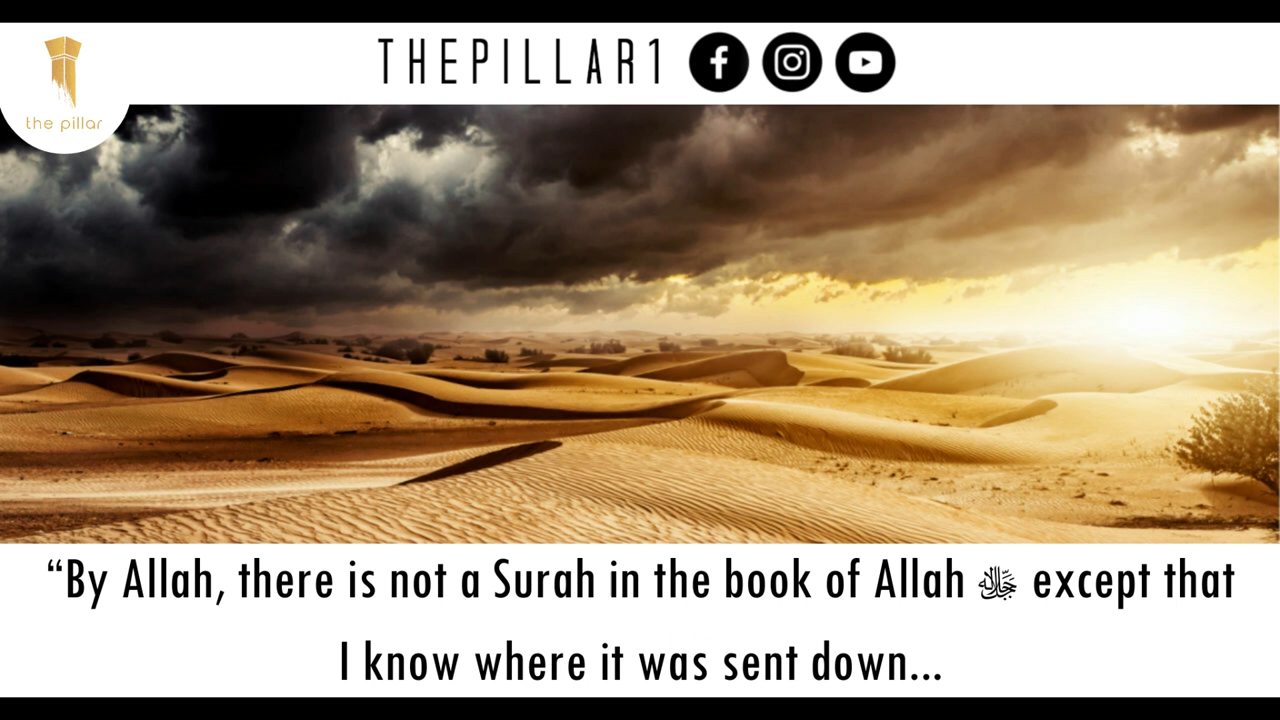 THEPILLAR1
the pillar
“By Allah, there is not a Surah in the book of Allah ﷻ except that
I know where it was sent down...